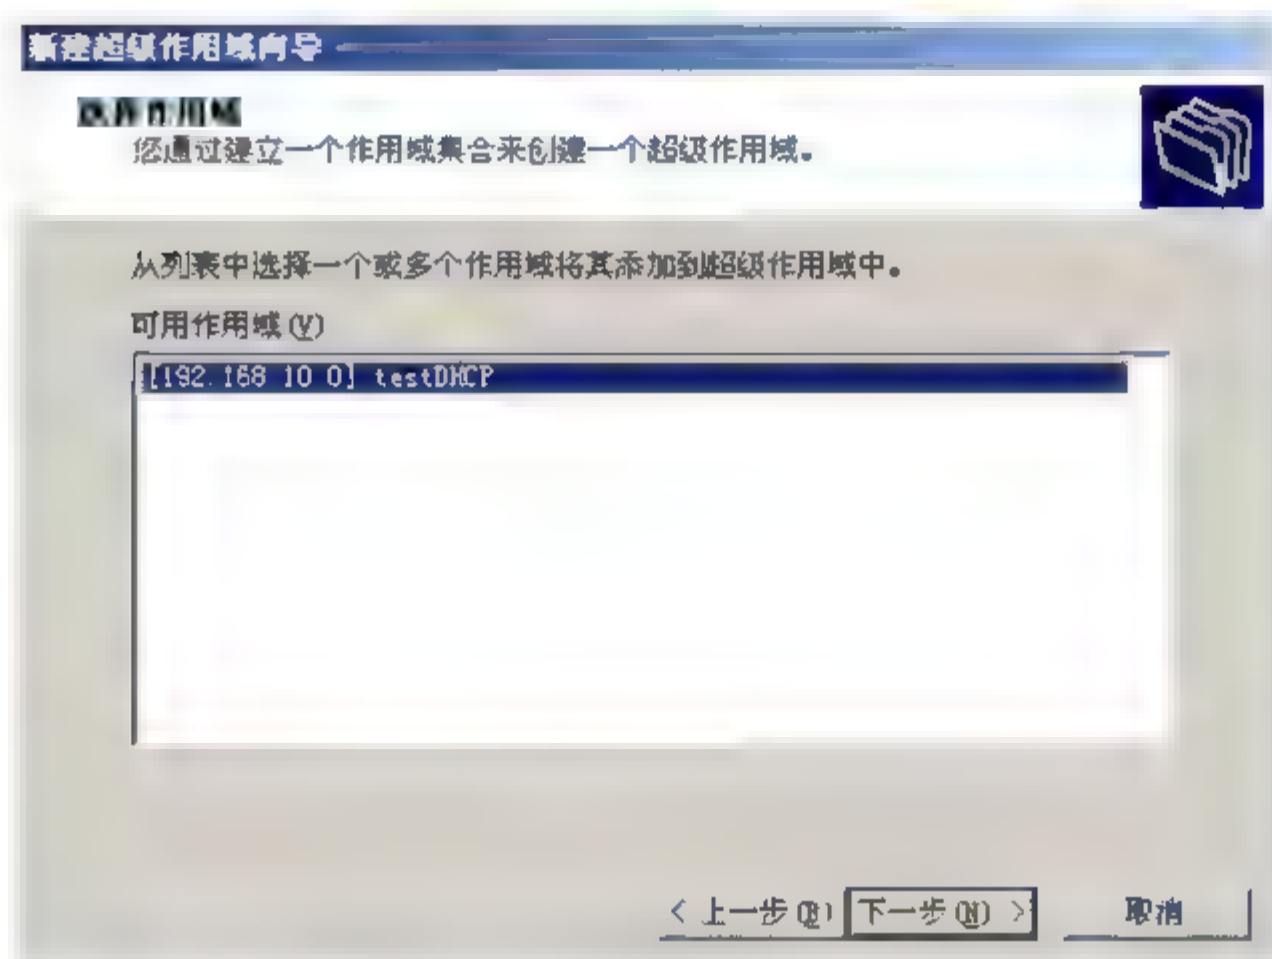 新建超级作用域向导
选择作用域
您通过建立一个作用域集合来创建一个超级作用域。
从列表中选择一个或多个作用域将其添加到超级作用域中。
可用作用域(V)
[192.168 10 0] testDHCP
< 上一步(B) 下一步(N) > 取消